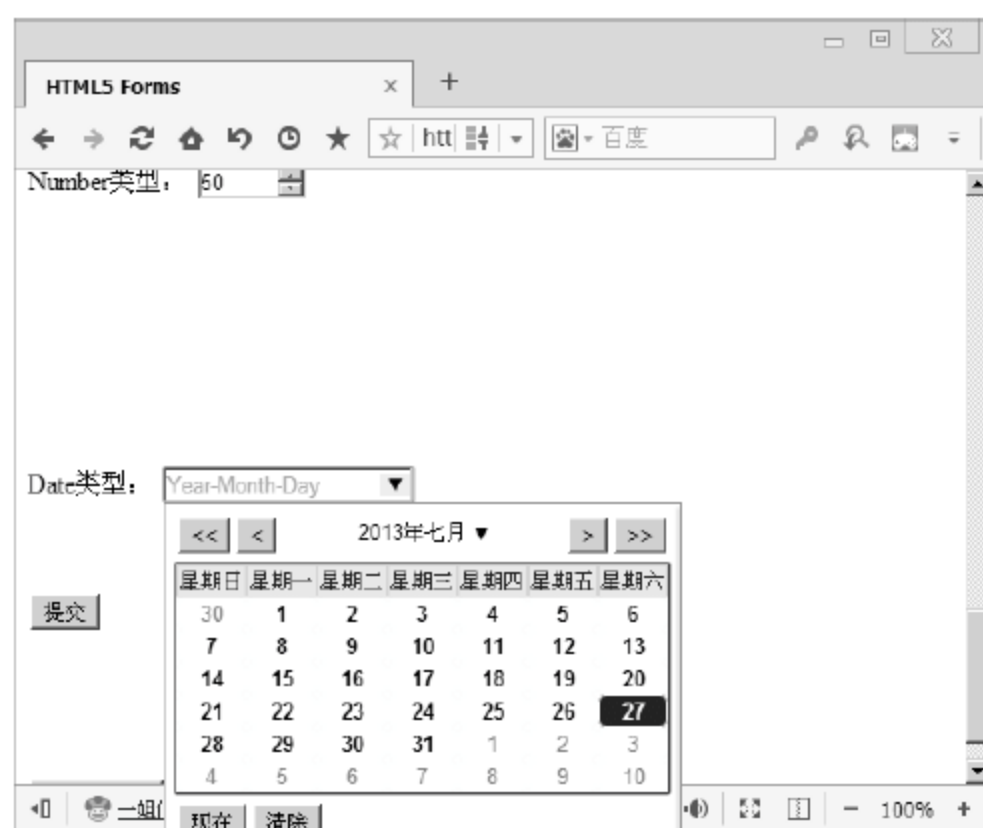 HTML5 Forms
htt 百度
Number类型： 50
Date类型： Year-Month-Day
<< < 2013年七月 > >>
星期日 星期一 星期二 星期三 星期四 星期五 星期六
30 1 2 3 4 5 6
7 8 9 10 11 12 13
14 15 16 17 18 19 20
21 22 23 24 25 26 27
28 29 30 31 1 2 3
4 5 6 7 8 9 10
提交
现在 清除
100%